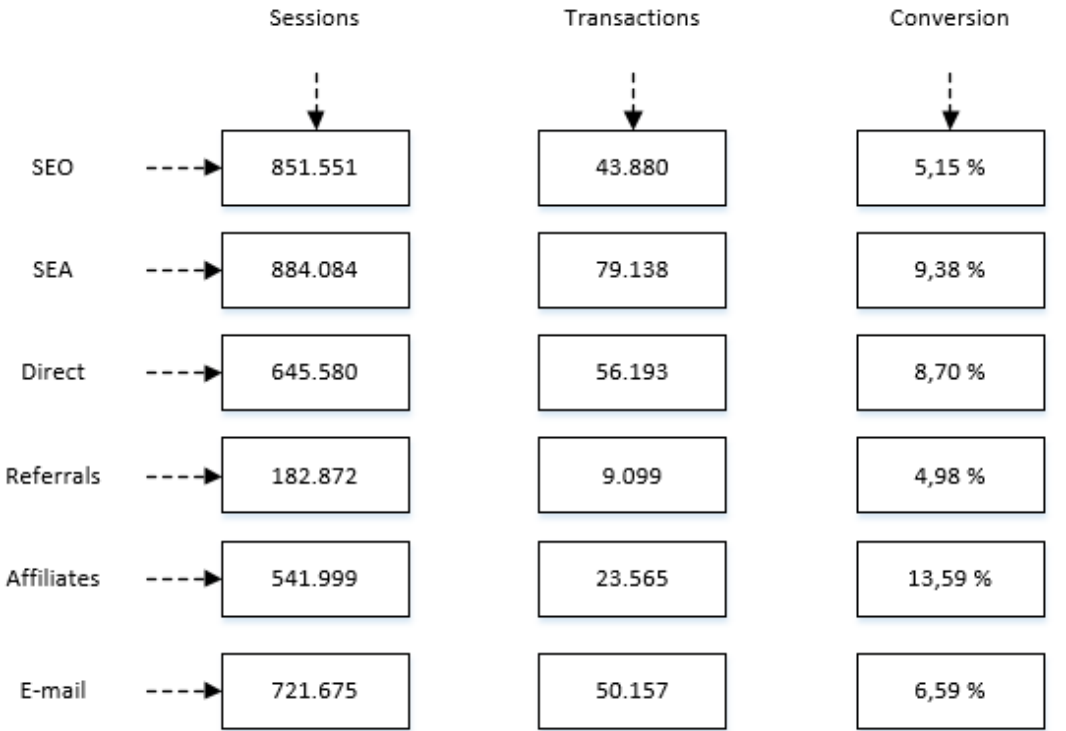 Sessions Transactions Conversion
SEO 851.551 43.880 5,15 %
SEA 884.084 79.138 9,38 %
Direct 645.580 56.193 8,70 %
Referrals 182.872 9.099 4,98 %
Affiliates 541.999 23.565 13,59 %
E-mail 721.675 50.157 6,59 %